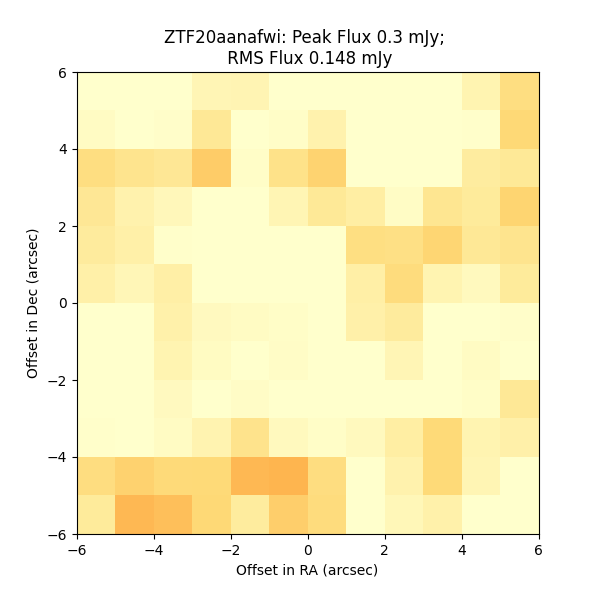 ZTF20aanafwi: Peak Flux 0.3 mJy;
RMS Flux 0.148 mJy
6
4
2
0
−2
−4
−6
Offset in Dec (arcsec)
−6 −4 −2 0 2 4 6
Offset in RA (arcsec)